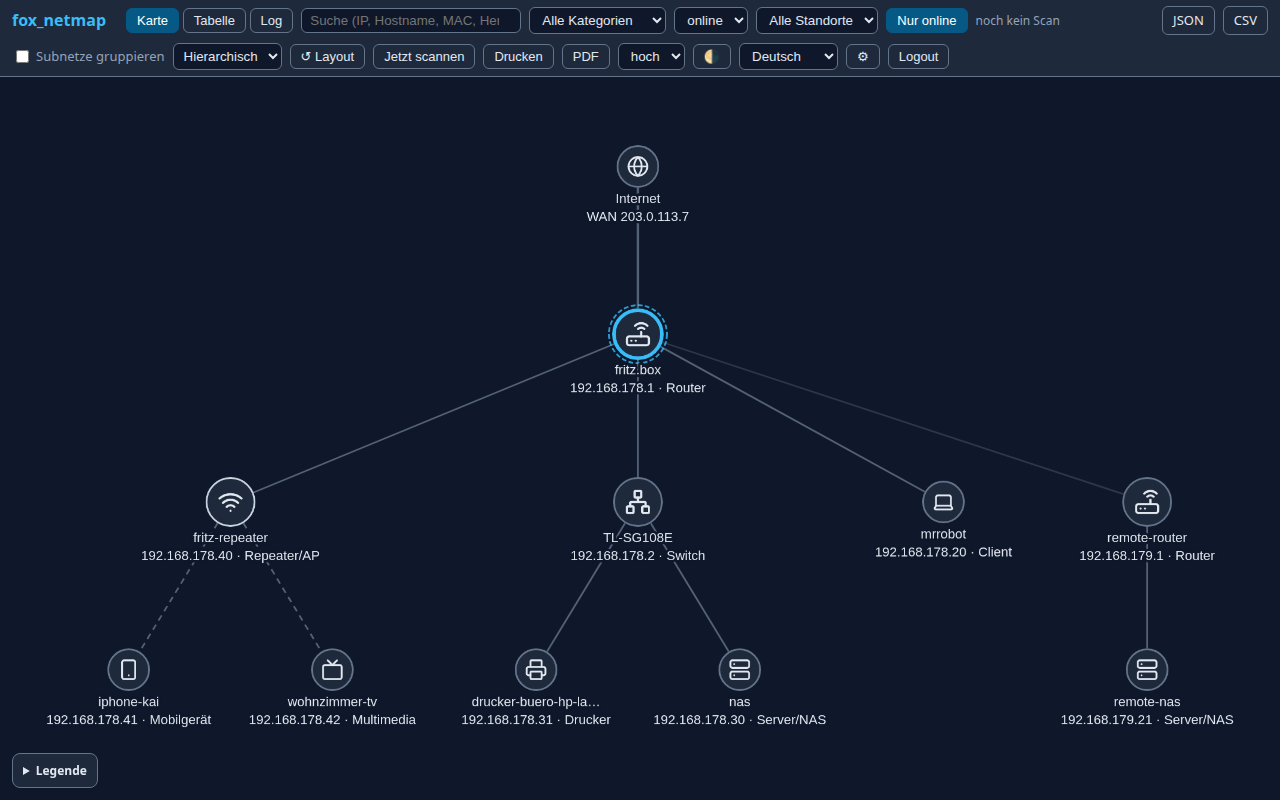 fox_netmap Karte Tabelle Log Suche (IP, Hostname, MAC, Her Alle Kategorien online Alle Standorte Nur online noch kein Scan JSON CSV
Subnetze gruppieren Hierarchisch ↺ Layout Jetzt scannen Drucken PDF hoch Deutsch Logout
Internet
WAN 203.0.113.7
fritz.box
192.168.178.1 · Router
fritz-repeater
192.168.178.40 · Repeater/AP
TL-SG108E
192.168.178.2 · Switch
mrrobot
192.168.178.20 · Client
remote-router
192.168.179.1 · Router
iphone-kai
192.168.178.41 · Mobilgerät
wohnzimmer-tv
192.168.178.42 · Multimedia
drucker-buero-hp-la…
192.168.178.31 · Drucker
nas
192.168.178.30 · Server/NAS
remote-nas
192.168.179.21 · Server/NAS
Legende